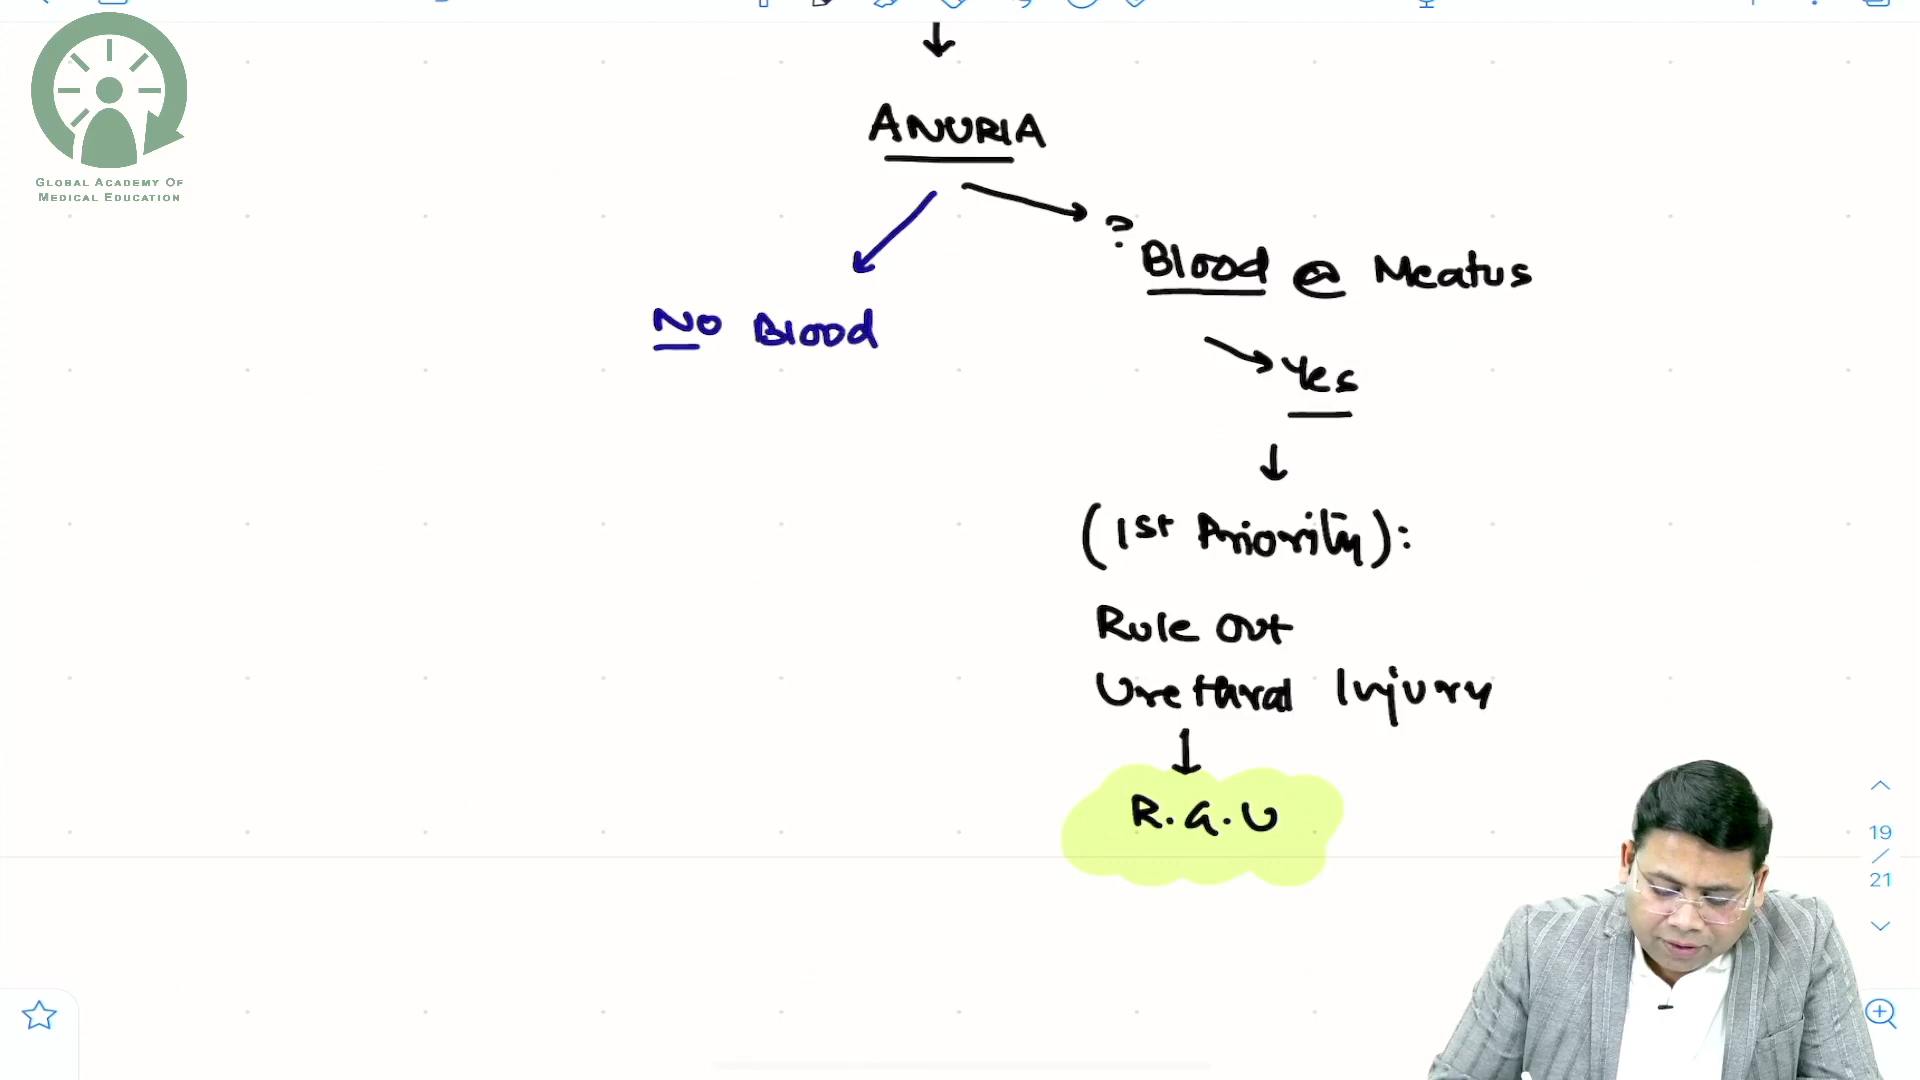 GLOBAL ACADEMY OF
MEDICAL EDUCATION
ANURIA
?
Blood @ Meatus
No Blood
Yes
(1st Priority):
Rule out
Urethral Injury
R.G.U
19
/
21